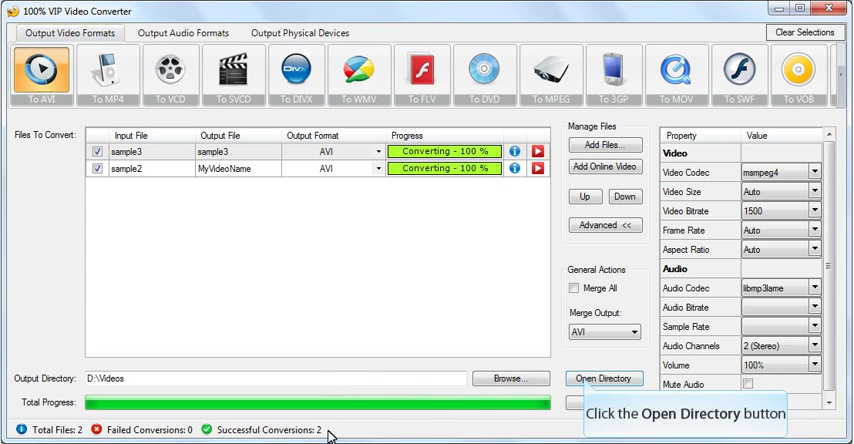 100% VIP Video Converter
Output Video Formats Output Audio Formats Output Physical Devices Clear Selections
To AVI To MP4 To VCD To SVCD To DIVX To WMV To FLV To DVD To MPEG To 3GP To MOV To SWF To VOB
Files To Convert: Input File Output File Output Format Progress
sample3 sample3 AVI Converting - 100 %
sample2 MyVideoName AVI Converting - 100 %
Manage Files
Add Files...
Add Online Video
Up Down
Advanced <<
General Actions
Merge All
Merge Output:
AVI
Property Value
Video
Video Codec msmpeg4
Video Size Auto
Video Bitrate 1500
Frame Rate Auto
Aspect Ratio Auto
Audio
Audio Codec libmp3lame
Audio Bitrate
Sample Rate
Audio Channels 2 (Stereo)
Volume 100%
Mute Audio
Output Directory: D:\Videos Browse... Open Directory
Total Progress:
Click the Open Directory button
Total Files: 2 Failed Conversions: 0 Successful Conversions: 2